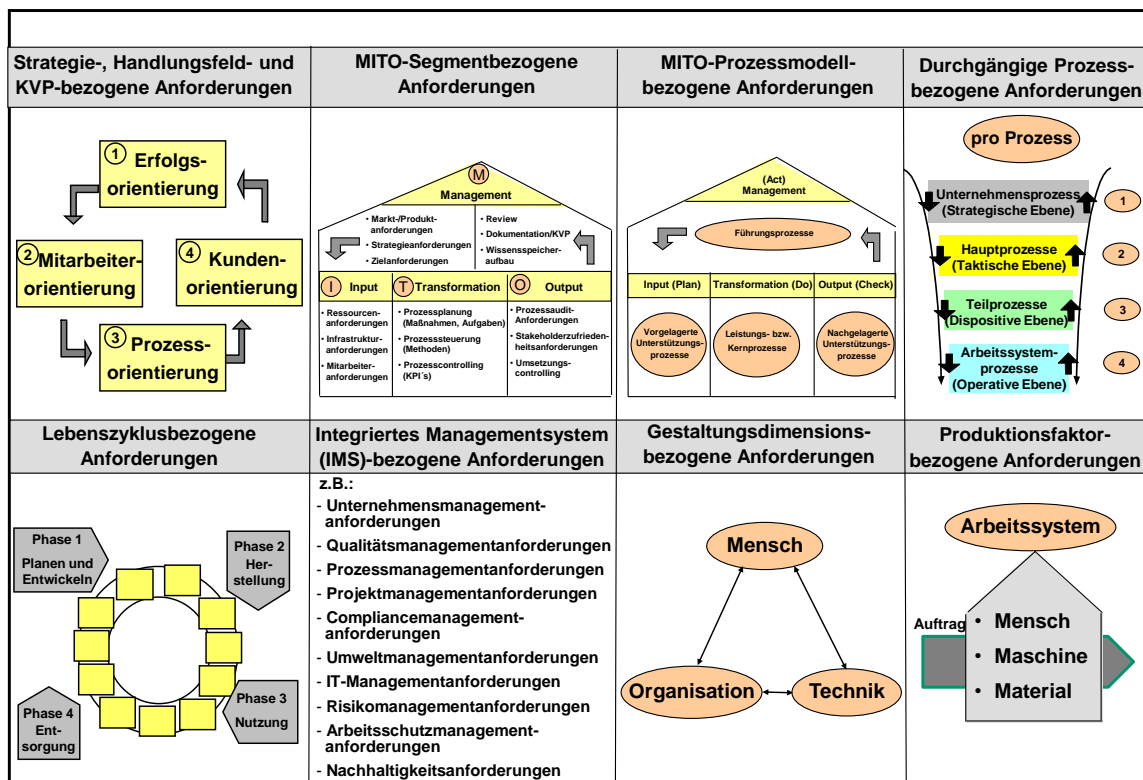 Strategie-, Handlungsfeld- und
KVP-bezogene Anforderungen
1
Erfolgs-
orientierung
2
Mitarbeiter-
orientierung
4
Kunden-
orientierung
3
Prozess-
orientierung
MITO-Segmentbezogene
Anforderungen
M
Management
• Markt-/Produkt-
anforderungen
• Strategieanforderungen
• Zielanforderungen
• Review
• Dokumentation/KVP
• Wissensspeicher-
aufbau
I Input
T Transformation
O Output
• Ressourcen-
anforderungen
• Infrastruktur-
anforderungen
• Mitarbeiter-
anforderungen
• Prozessplanung
(Maßnahmen, Aufgaben)
• Prozesssteuerung
(Methoden)
• Prozesscontrolling
(KPI´s)
• Prozessaudit-
Anforderungen
• Stakeholderzufrieden-
heitsanforderungen
• Umsetzungs-
controlling
MITO-Prozessmodell-
bezogene Anforderungen
(Act)
Management
Führungsprozesse
Input (Plan)
Transformation (Do)
Output (Check)
Vorgelagerte
Unterstützungs-
prozesse
Leistungs- bzw.
Kernprozesse
Nachgelagerte
Unterstützungs-
prozesse
Durchgängige Prozess-
bezogene Anforderungen
pro Prozess
Unternehmensprozess
(Strategische Ebene)
1
Hauptprozesse
(Taktische Ebene)
2
Teilprozesse
(Dispositive Ebene)
3
Arbeitssystem-
prozesse
(Operative Ebene)
4
Lebenszyklusbezogene
Anforderungen
Phase 1
Planen und
Entwickeln
Phase 2
Her-
stellung
Phase 3
Nutzung
Phase 4
Ent-
sorgung
Integriertes Managementsystem
(IMS)-bezogene Anforderungen
z.B.:
- Unternehmensmanagement-
anforderungen
- Qualitätsmanagementanforderungen
- Prozessmanagementanforderungen
- Projektmanagementanforderungen
- Compliancemanagement-
anforderungen
- Umweltmanagementanforderungen
- IT-Managementanforderungen
- Risikomanagementanforderungen
- Arbeitsschutzmanagement-
anforderungen
- Nachhaltigkeitsanforderungen
Gestaltungsdimensions-
bezogene Anforderungen
Mensch
Organisation
Technik
Produktionsfaktor-
bezogene Anforderungen
Arbeitssystem
Auftrag
• Mensch
• Maschine
• Material